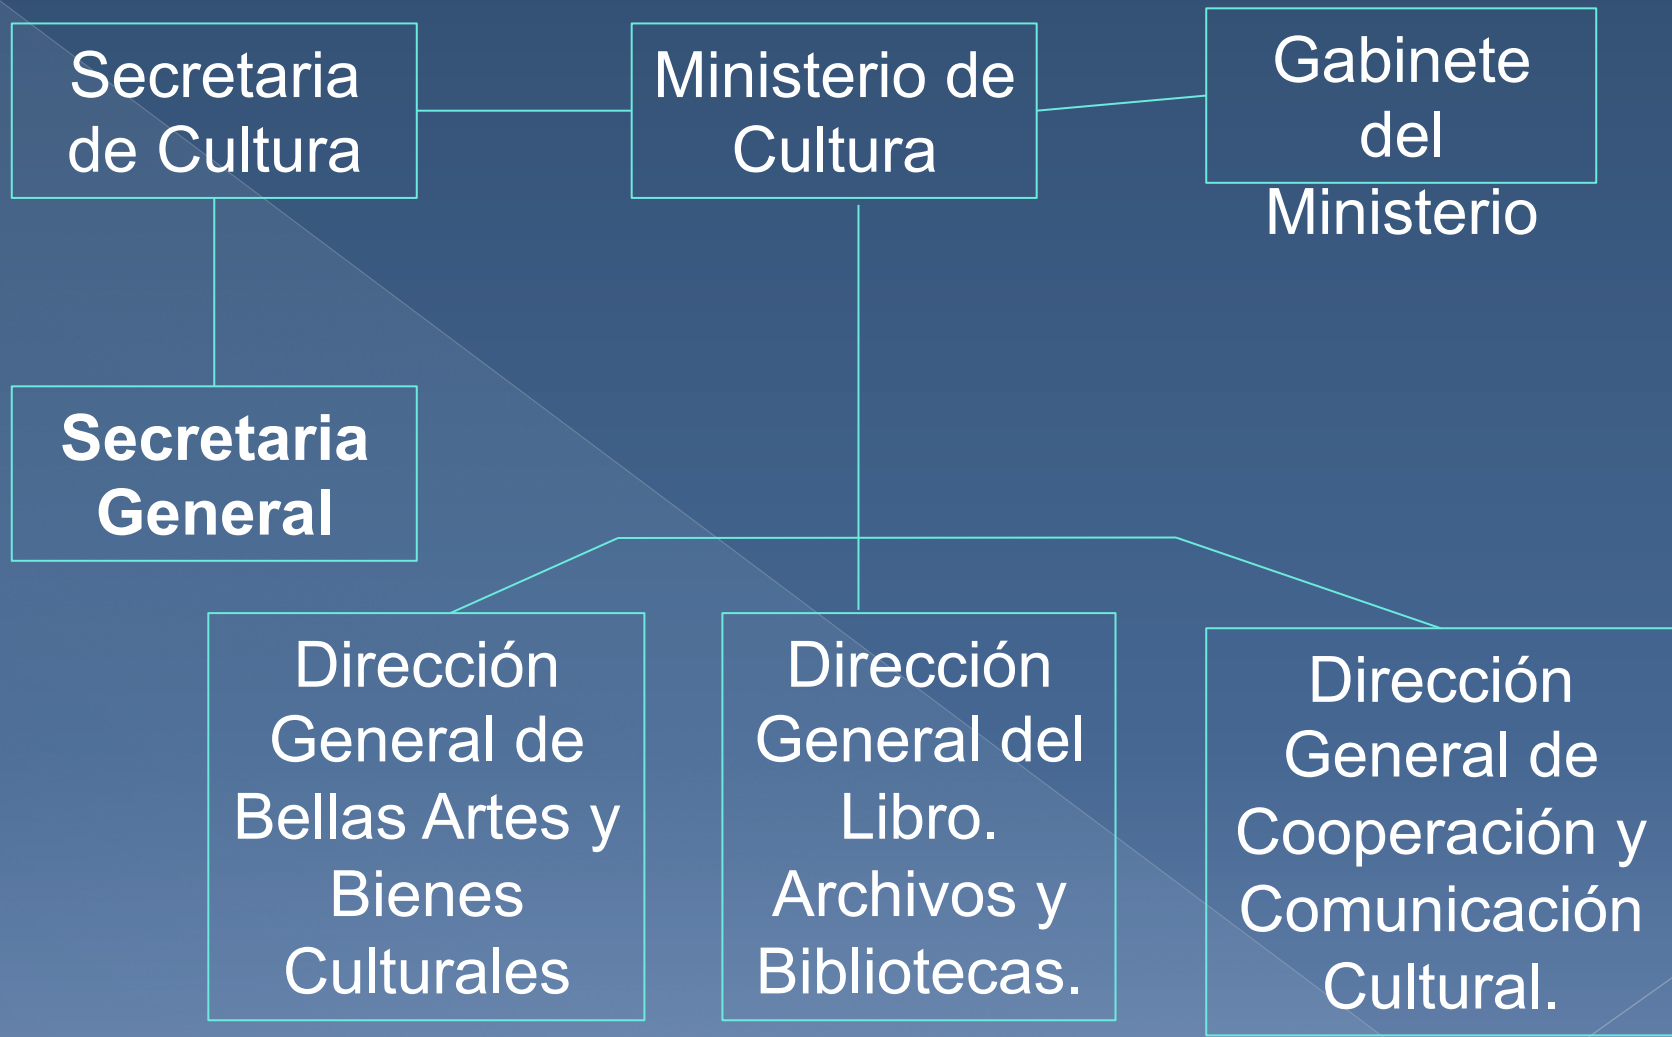 Secretaria
de Cultura
Ministerio de
Cultura
Gabinete
del
Ministerio
Secretaria
General
Dirección
General de
Bellas Artes y
Bienes
Culturales
Dirección
General del
Libro.
Archivos y
Bibliotecas.
Dirección
General de
Cooperación y
Comunicación
Cultural.